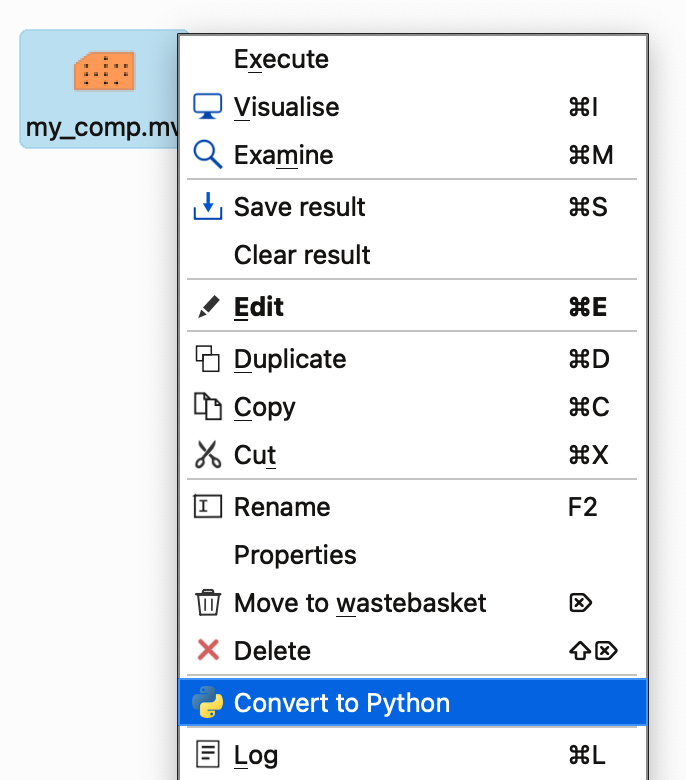 Execute
my_comp.mv
Visualise ⌘I
Examine ⌘M
Save result ⌘S
Clear result
Edit ⌘E
Duplicate ⌘D
Copy ⌘C
Cut ⌘X
Rename F2
Properties
Move to wastebasket ⌦
Delete ⇧⌦
Convert to Python
Log ⌘L